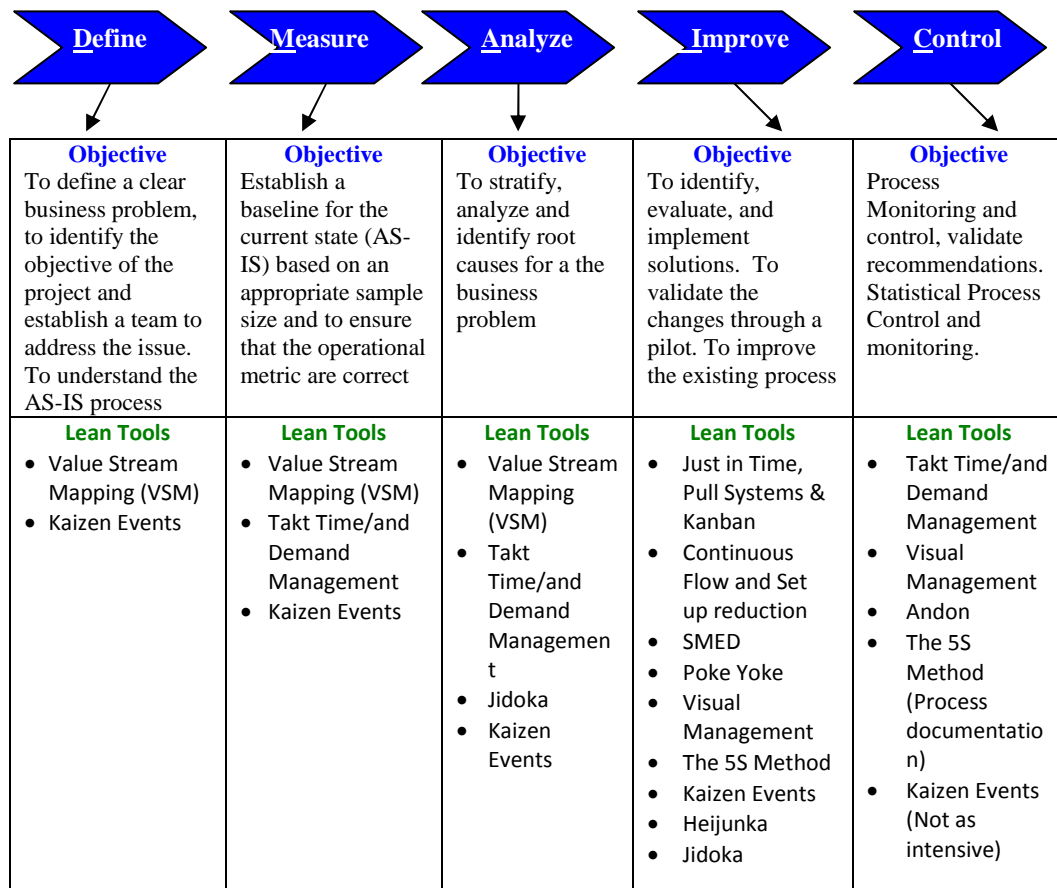 Define
Measure
Analyze
Improve
Control
Objective
To define a clear
business problem,
to identify the
objective of the
project and
establish a team to
address the issue.
To understand the
AS-IS process
Objective
Establish a
baseline for the
current state (AS-
IS) based on an
appropriate sample
size and to ensure
that the operational
metric are correct
Objective
To stratify,
analyze and
identify root
causes for a the
business
problem
Objective
To identify,
evaluate, and
implement
solutions. To
validate the
changes through a
pilot. To improve
the existing process
Objective
Process
Monitoring and
control, validate
recommendations.
Statistical Process
Control and
monitoring.
Lean Tools
• Value Stream
Mapping (VSM)
• Kaizen Events
Lean Tools
• Value Stream
Mapping (VSM)
• Takt Time/and
Demand
Management
• Kaizen Events
Lean Tools
• Value Stream
Mapping
(VSM)
• Takt
Time/and
Demand
Managemen
t
• Jidoka
• Kaizen
Events
Lean Tools
• Just in Time,
Pull Systems &
Kanban
• Continuous
Flow and Set
up reduction
• SMED
• Poke Yoke
• Visual
Management
• The 5S Method
• Kaizen Events
• Heijunka
• Jidoka
Lean Tools
• Takt Time/and
Demand
Management
• Visual
Management
• Andon
• The 5S
Method
(Process
documentatio
n)
• Kaizen Events
(Not as
intensive)